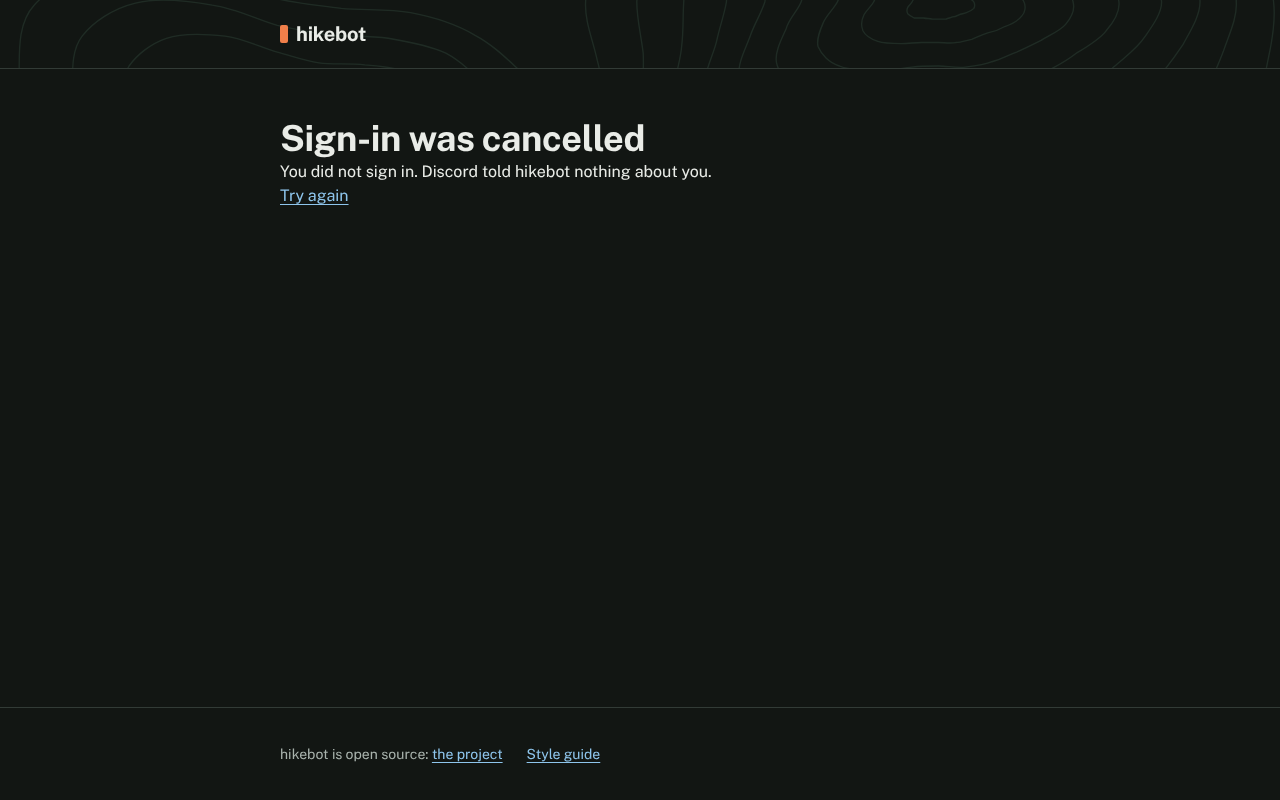 hikebot
Sign-in was cancelled
You did not sign in. Discord told hikebot nothing about you.
Try again
hikebot is open source: the project Style guide